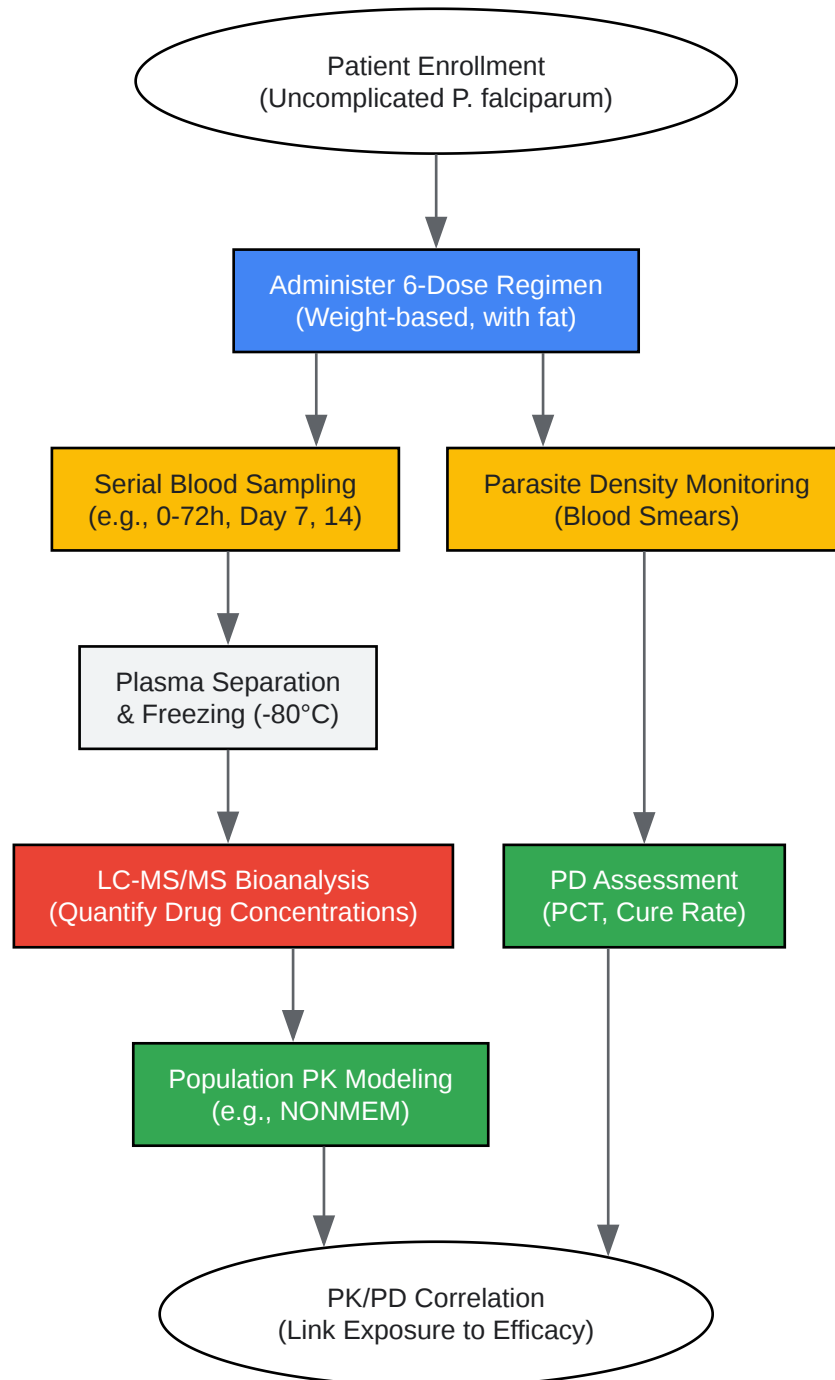 Patient Enrollment
(Uncomplicated P. falciparum)
Administer 6-Dose Regimen
(Weight-based, with fat)
Serial Blood Sampling
(e.g., 0-72h, Day 7, 14)
Parasite Density Monitoring
(Blood Smears)
Plasma Separation
& Freezing (-80°C)
LC-MS/MS Bioanalysis
(Quantify Drug Concentrations)
PD Assessment
(PCT, Cure Rate)
Population PK Modeling
(e.g., NONMEM)
PK/PD Correlation
(Link Exposure to Efficacy)